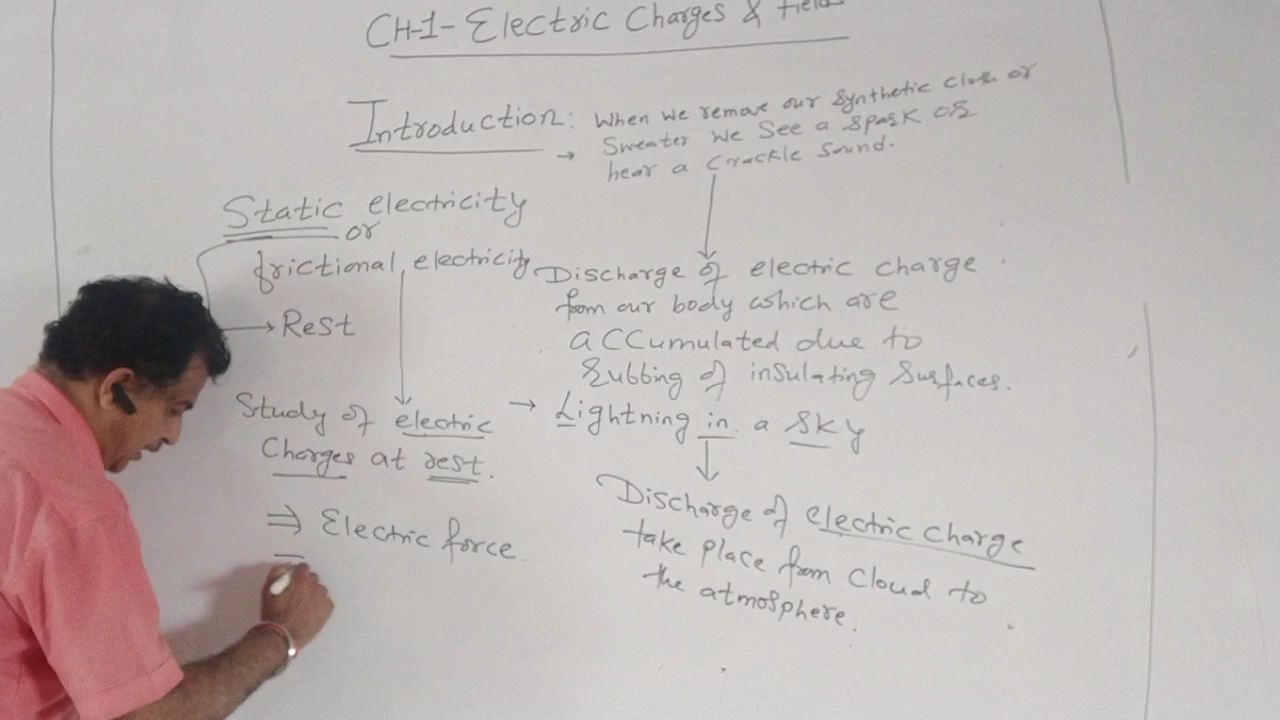 CH-1- Electric Charges & Field
Introduction: When we remove our synthetic cloth or
→ Sweater we see a spark or
hear a crackle sound.
Static electricity
or
frictional electricity
→ Rest
Study of electric
Charges at rest.
⇒ Electric force
Discharge of electric charge
from our body which are
accumulated due to
rubbing of insulating surfaces.
→ Lightning in a sky
Discharge of electric charge
take place from cloud to
the atmosphere.